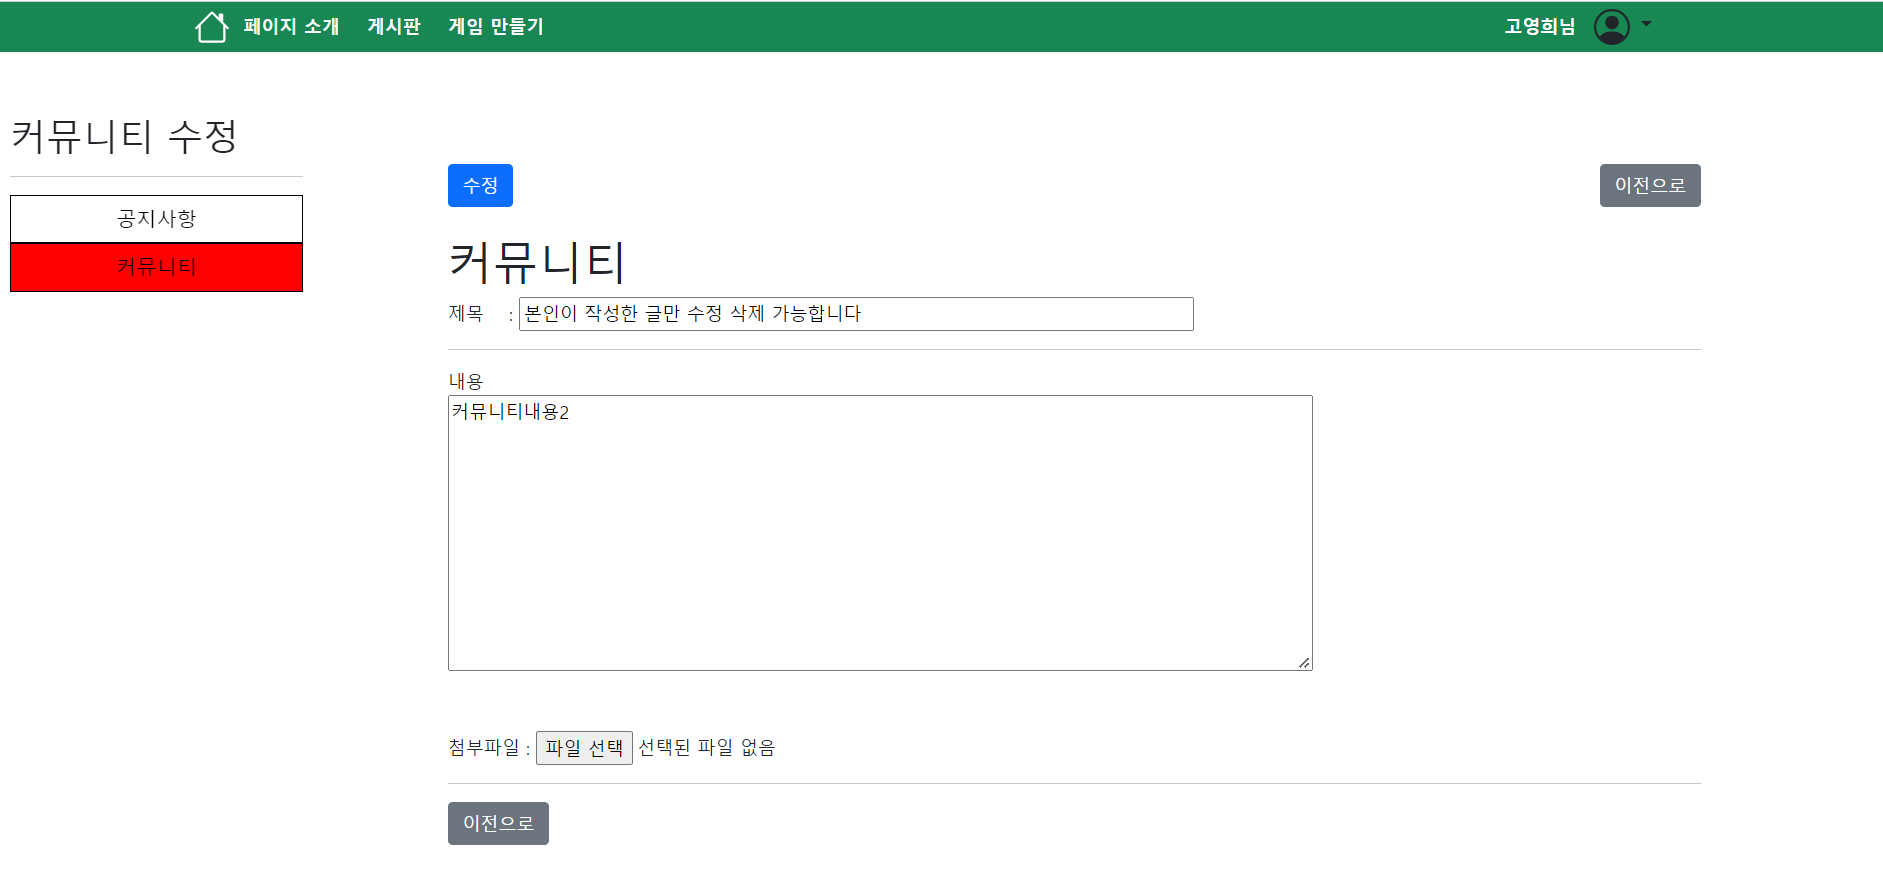 페이지 소개 게시판 게임 만들기 고영희님
커뮤니티 수정
공지사항
커뮤니티
수정 이전으로
커뮤니티
제목 : 본인이 작성한 글만 수정 삭제 가능합니다
내용
커뮤니티내용2
첨부파일 : 파일 선택 선택된 파일 없음
이전으로